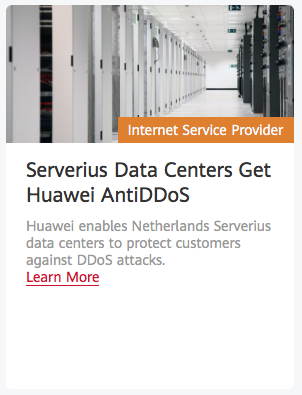 Internet Service Provider
Serverius Data Centers Get
Huawei AntiDDoS
Huawei enables Netherlands Serverius
data centers to protect customers
against DDoS attacks.
Learn More